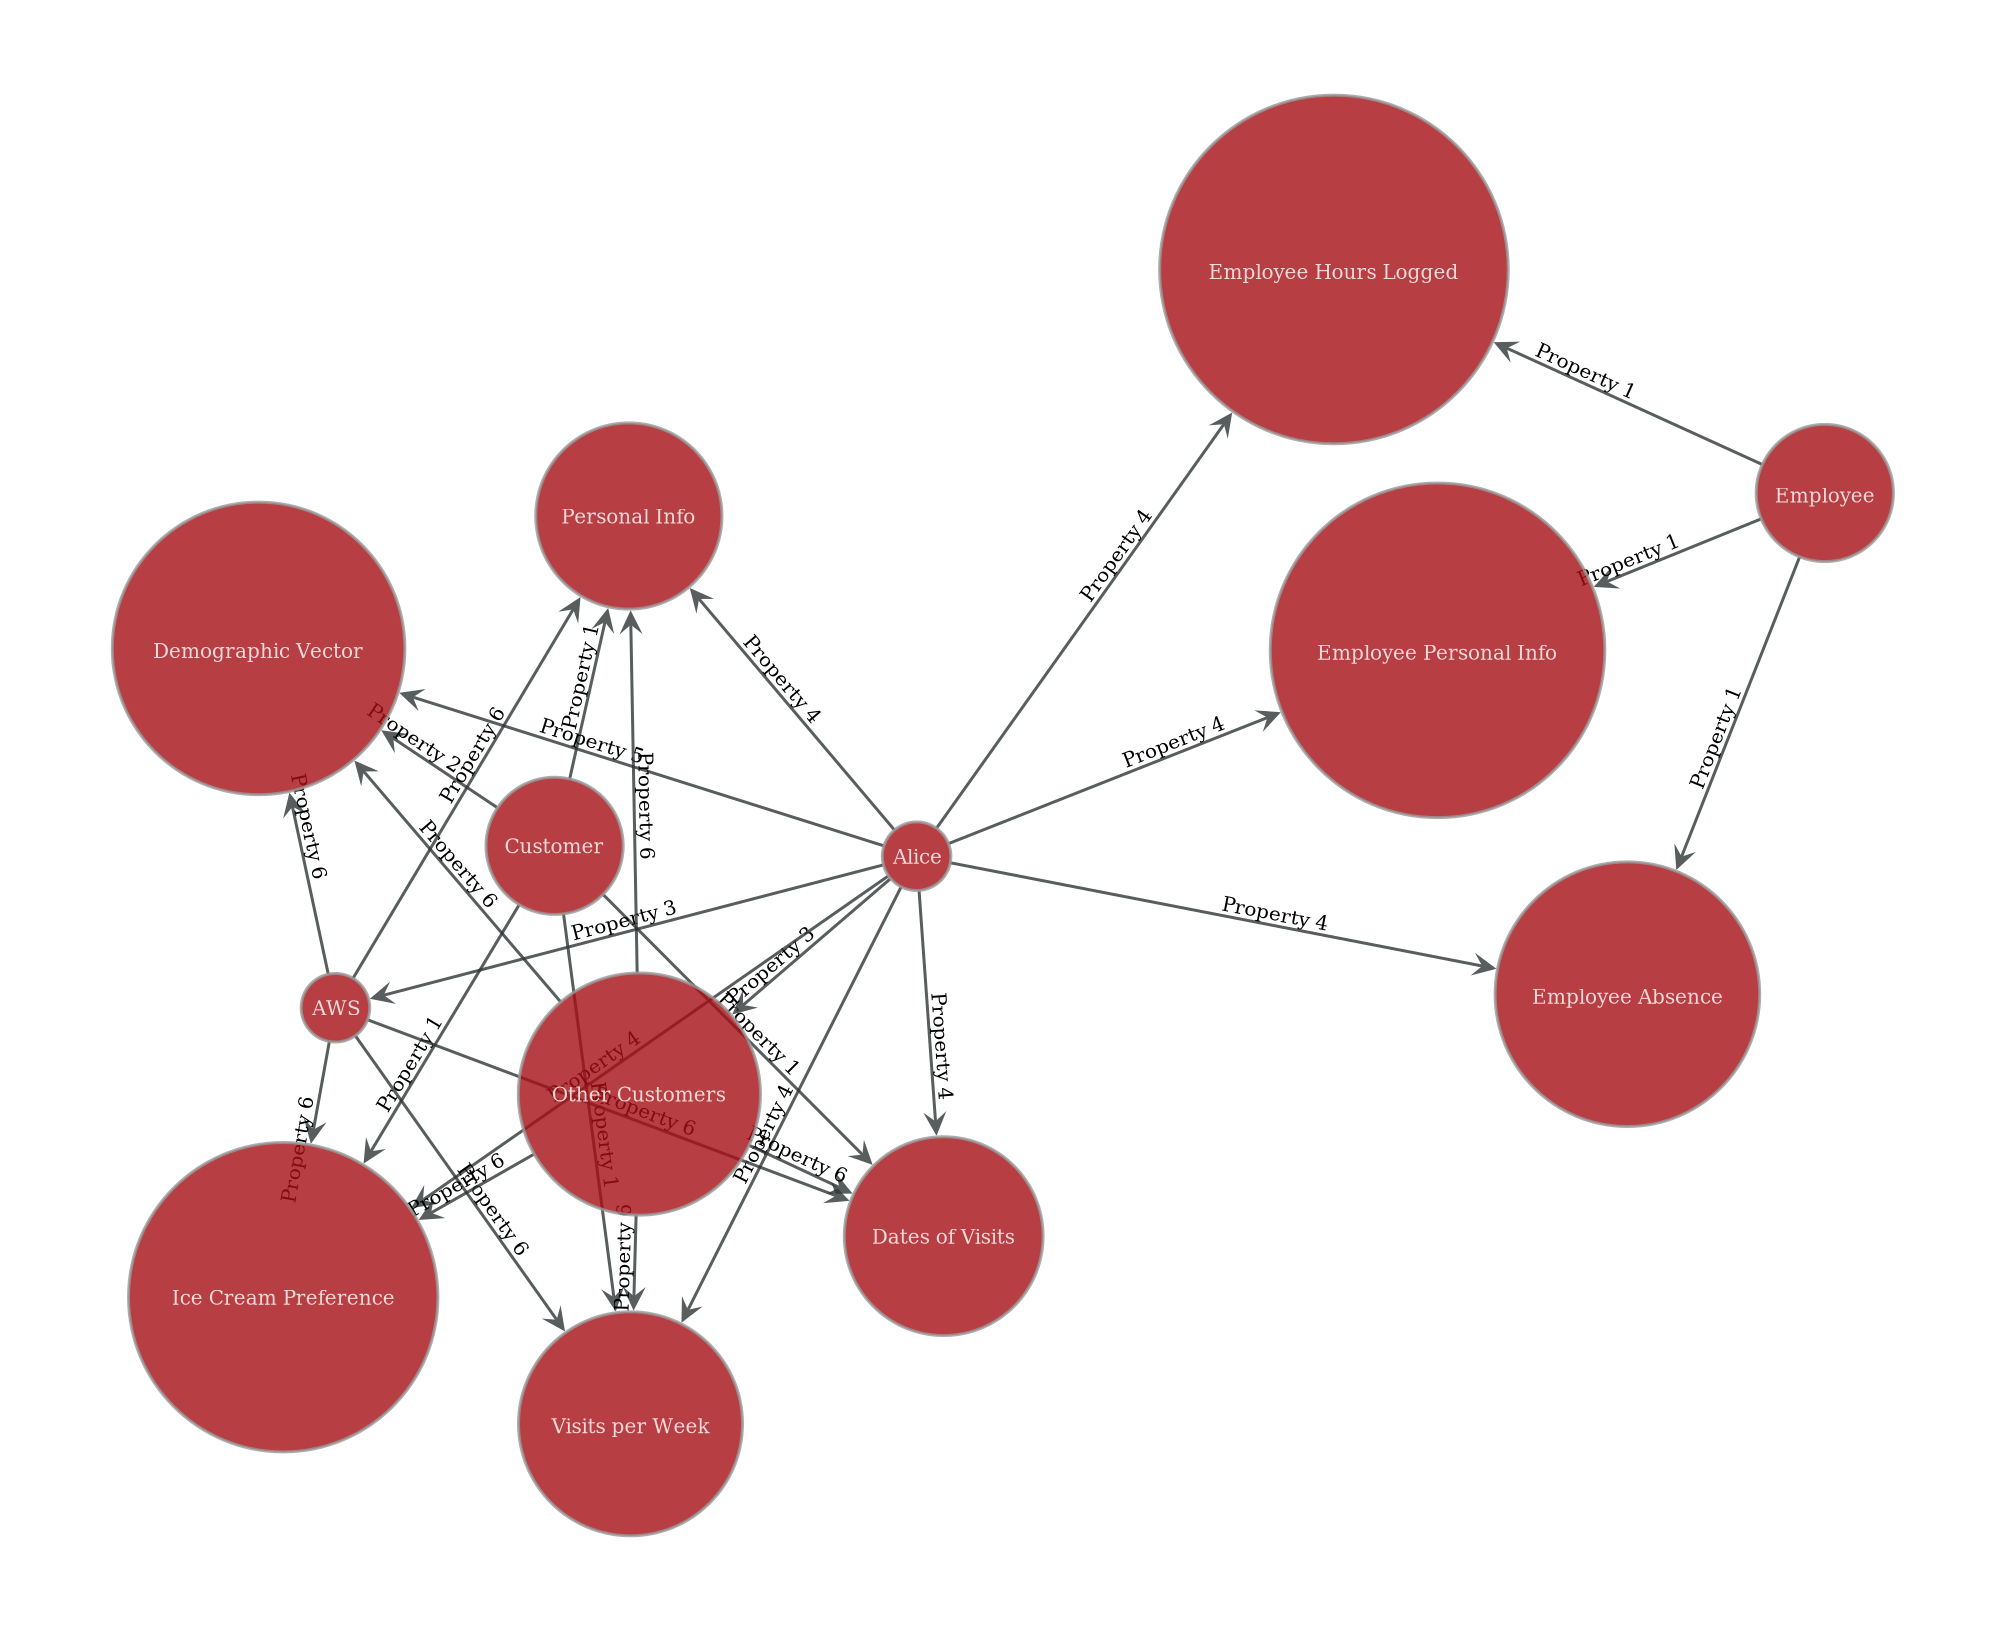 Employee Hours Logged
Property 1
Employee
Personal Info
Property 4
Property 1
Employee Personal Info
Demographic Vector
Property 1
Property 4
Property 6
Property 2
Property 5
Property 4
Property 1
Property 6
Property 6
Property 6
Customer
Alice
Property 3
Property 4
Property 3
AWS
Employee Absence
Property 1
Property 1
Property 4
Property 4
Other Customers
Property 6
Property 1
Property 4
Property 6
Property 6
Property 6
Property 6
Property 6
Dates of Visits
Ice Cream Preference
Visits per Week